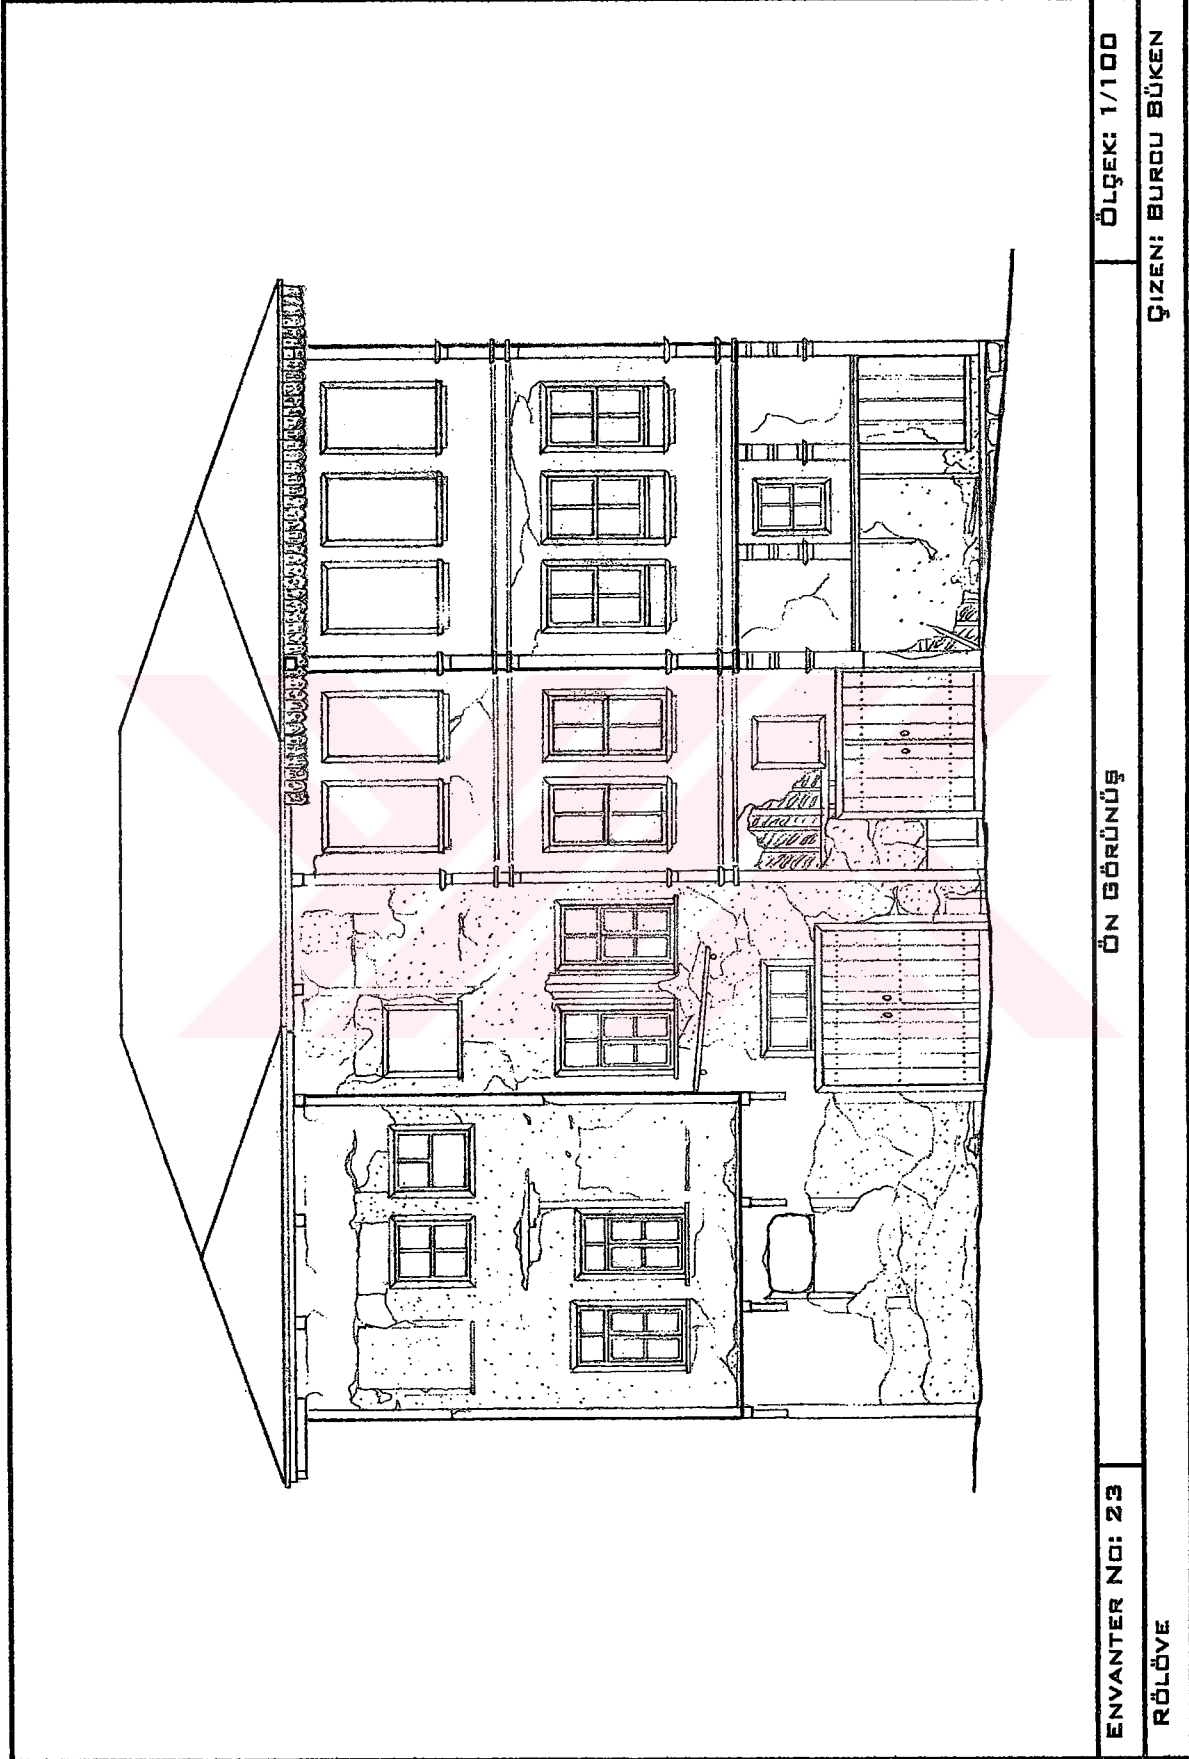 ENVANTER NO: 23
ÖN GÖRÜNÜŞ
ÖLÇEK: 1/100
RÖLÖVE
ÇIZEN: BURCU BÜKEN